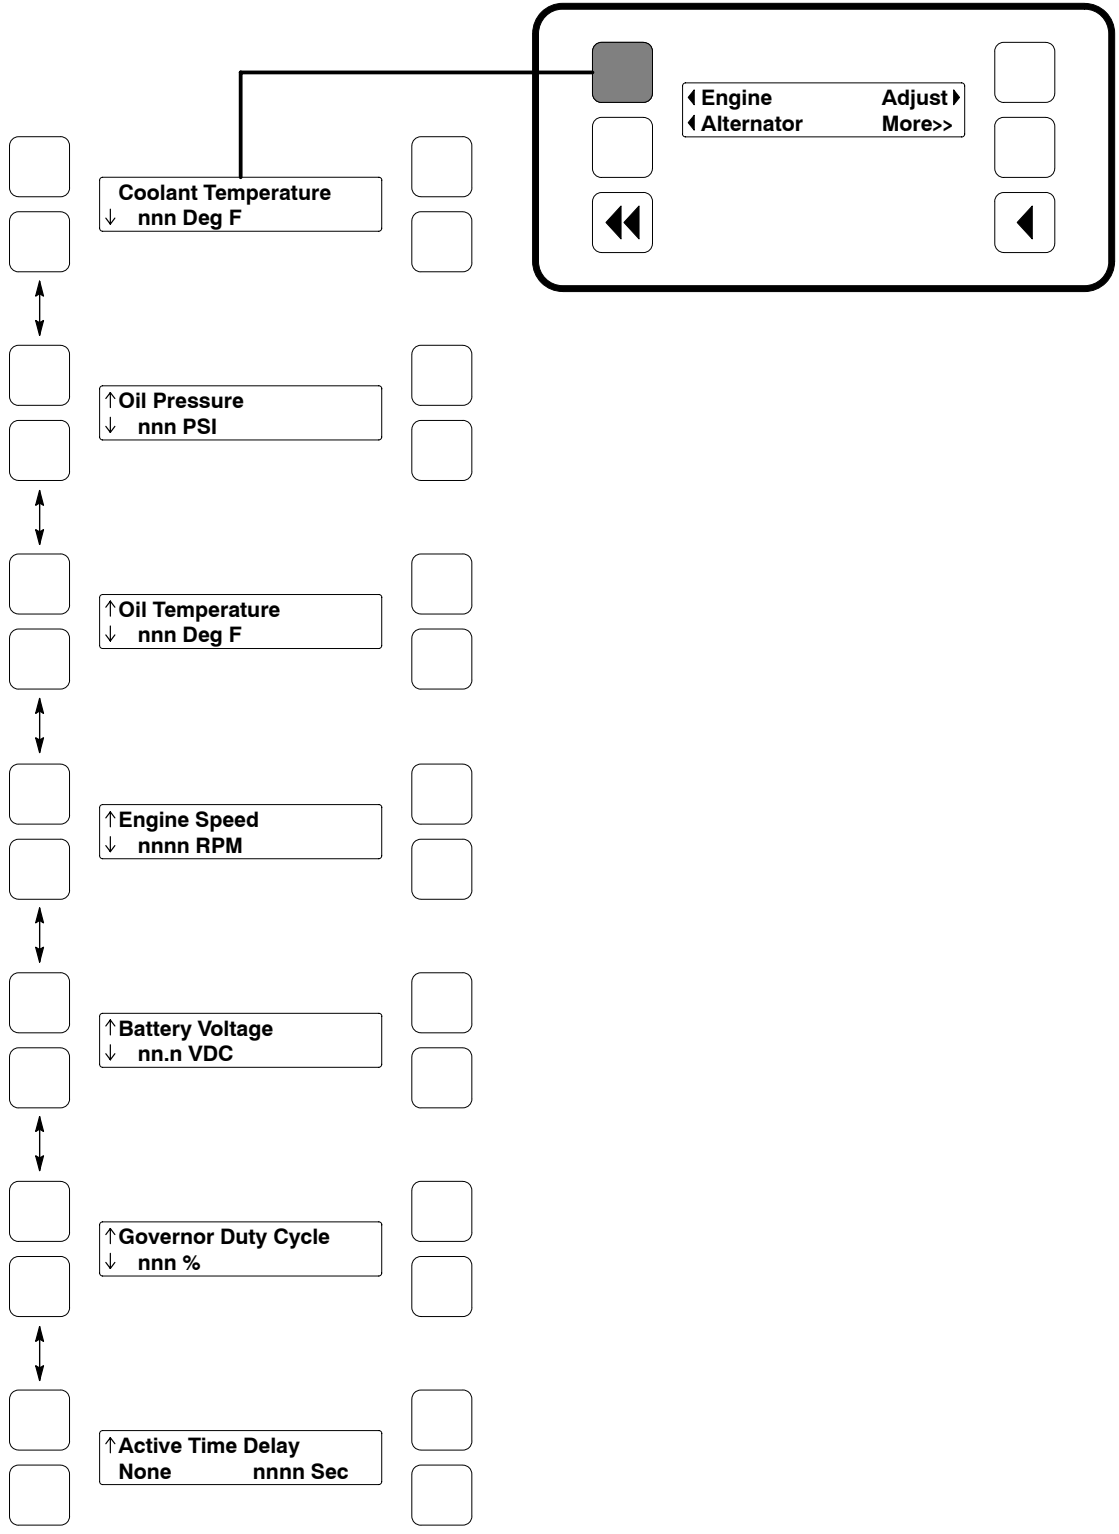 Engine Adjust
Alternator More>>
Coolant Temperature
↓ nnn Deg F
↑Oil Pressure
↓ nnn PSI
↑Oil Temperature
↓ nnn Deg F
↑Engine Speed
↓ nnnn RPM
↑Battery Voltage
↓ nn.n VDC
↑Governor Duty Cycle
↓ nnn %
↑Active Time Delay
None nnnn Sec